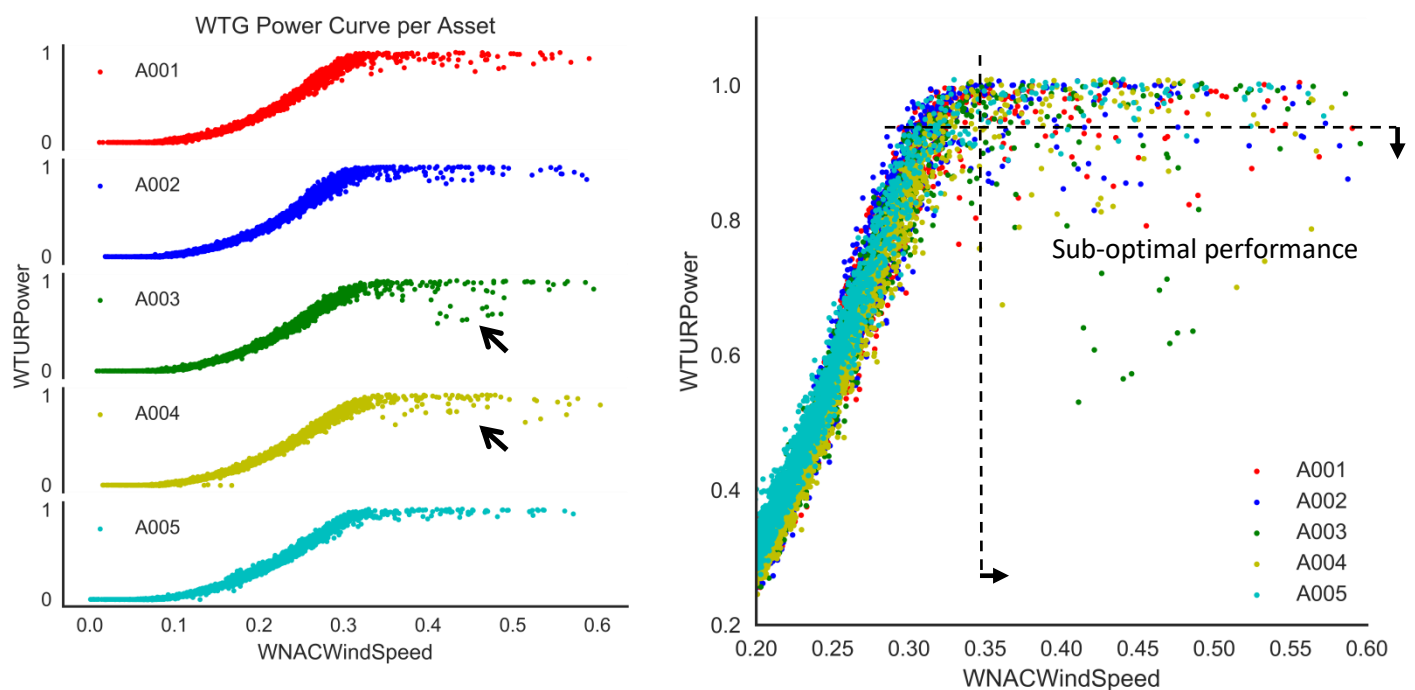 WTG Power Curve per Asset
WTURPower
1
A001
0
1
A002
0
1
A003
0
1
A004
0
1
A005
0
0.0 0.1 0.2 0.3 0.4 0.5 0.6
WNACWindSpeed
WTURPower
1.0
0.8
0.6
0.4
0.2
Sub-optimal performance
A001
A002
A003
A004
A005
0.20 0.25 0.30 0.35 0.40 0.45 0.50 0.55 0.60
WNACWindSpeed